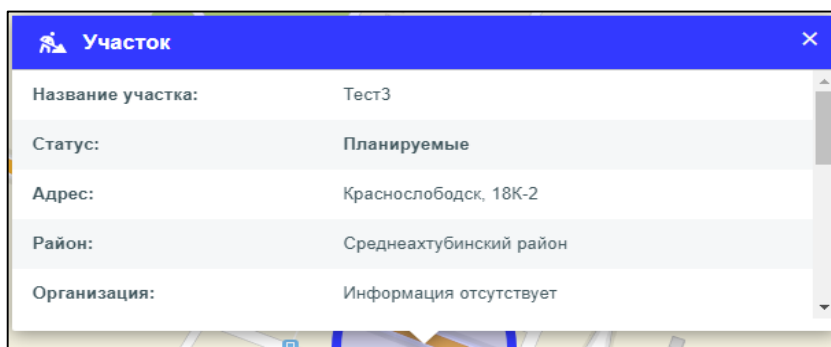 Участок
Название участка: Тест3
Статус: Планируемые
Адрес: Краснослободск, 18К-2
Район: Среднеахтубинский район
Организация: Информация отсутствует